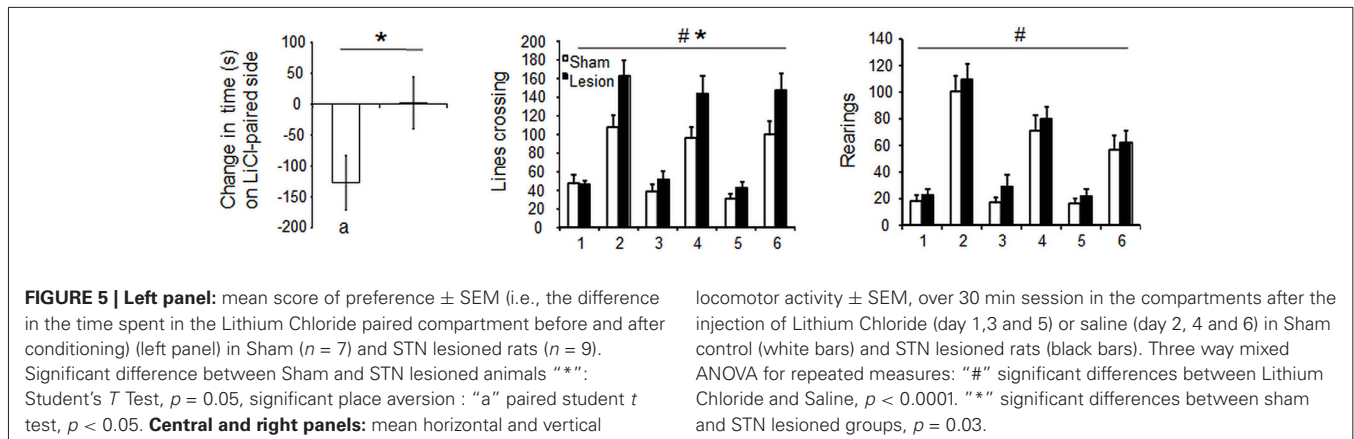 Change in time (s)
on LiCl-paired side
100
50
0
-50
-100
-150
-200
*
a
Lines crossing
200
180
160
140
120
100
80
60
40
20
0
# *
Sham
Lesion
1 2 3 4 5 6
Rearings
140
120
100
80
60
40
20
0
#
1 2 3 4 5 6
FIGURE 5 | Left panel: mean score of preference ± SEM (i.e., the difference
in the time spent in the Lithium Chloride paired compartment before and after
conditioning) (left panel) in Sham (n = 7) and STN lesioned rats (n = 9).
Significant difference between Sham and STN lesioned animals "*":
Student's T Test, p = 0.05, significant place aversion : "a" paired student t
test, p < 0.05. Central and right panels: mean horizontal and vertical
locomotor activity ± SEM, over 30 min session in the compartments after the
injection of Lithium Chloride (day 1,3 and 5) or saline (day 2, 4 and 6) in Sham
control (white bars) and STN lesioned rats (black bars). Three way mixed
ANOVA for repeated measures: "#" significant differences between Lithium
Chloride and Saline, p < 0.0001. "*" significant differences between sham
and STN lesioned groups, p = 0.03.